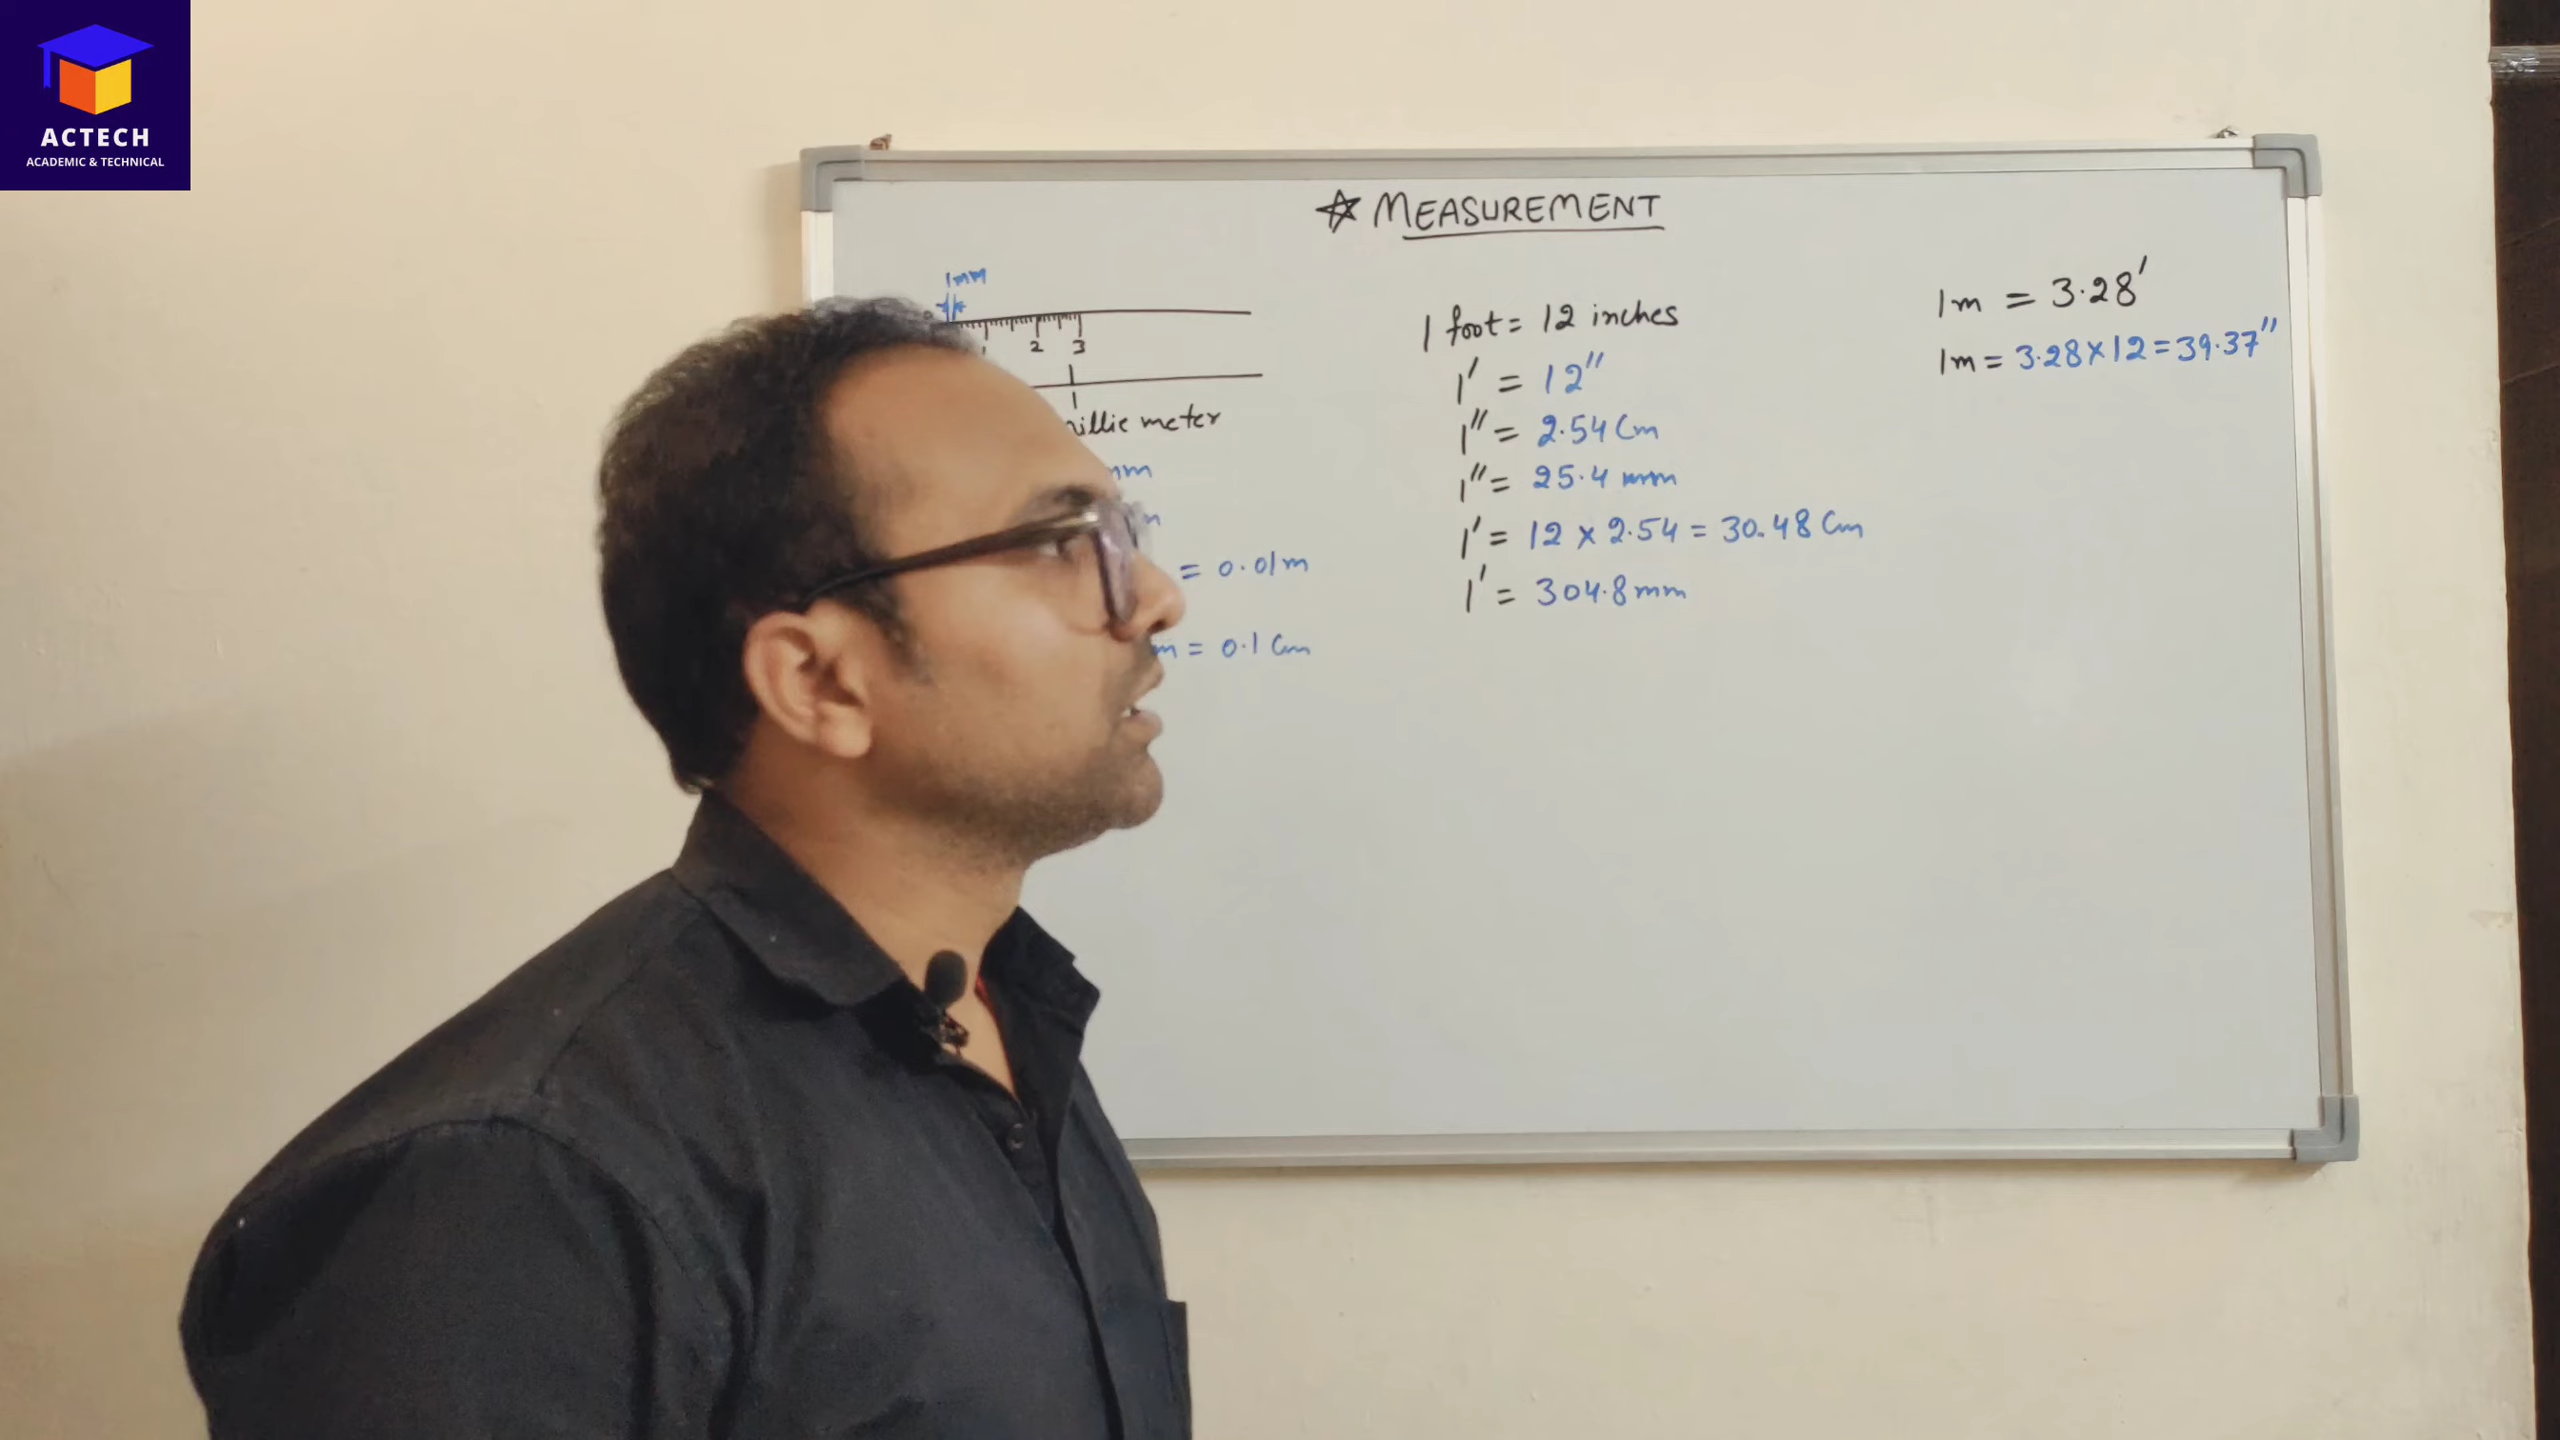 ACTECH
ACADEMIC & TECHNICAL
☆ MEASUREMENT
1mm
2 3
1
meter
mm
= 0.01m
= 0.1 Cm
1 foot = 12 inches
1' = 12"
1" = 2.54 Cm
1" = 25.4 mm
1' = 12 × 2.54 = 30.48 Cm
1' = 304.8 mm
1m = 3.28'
1m = 3.28 × 12 = 39.37"